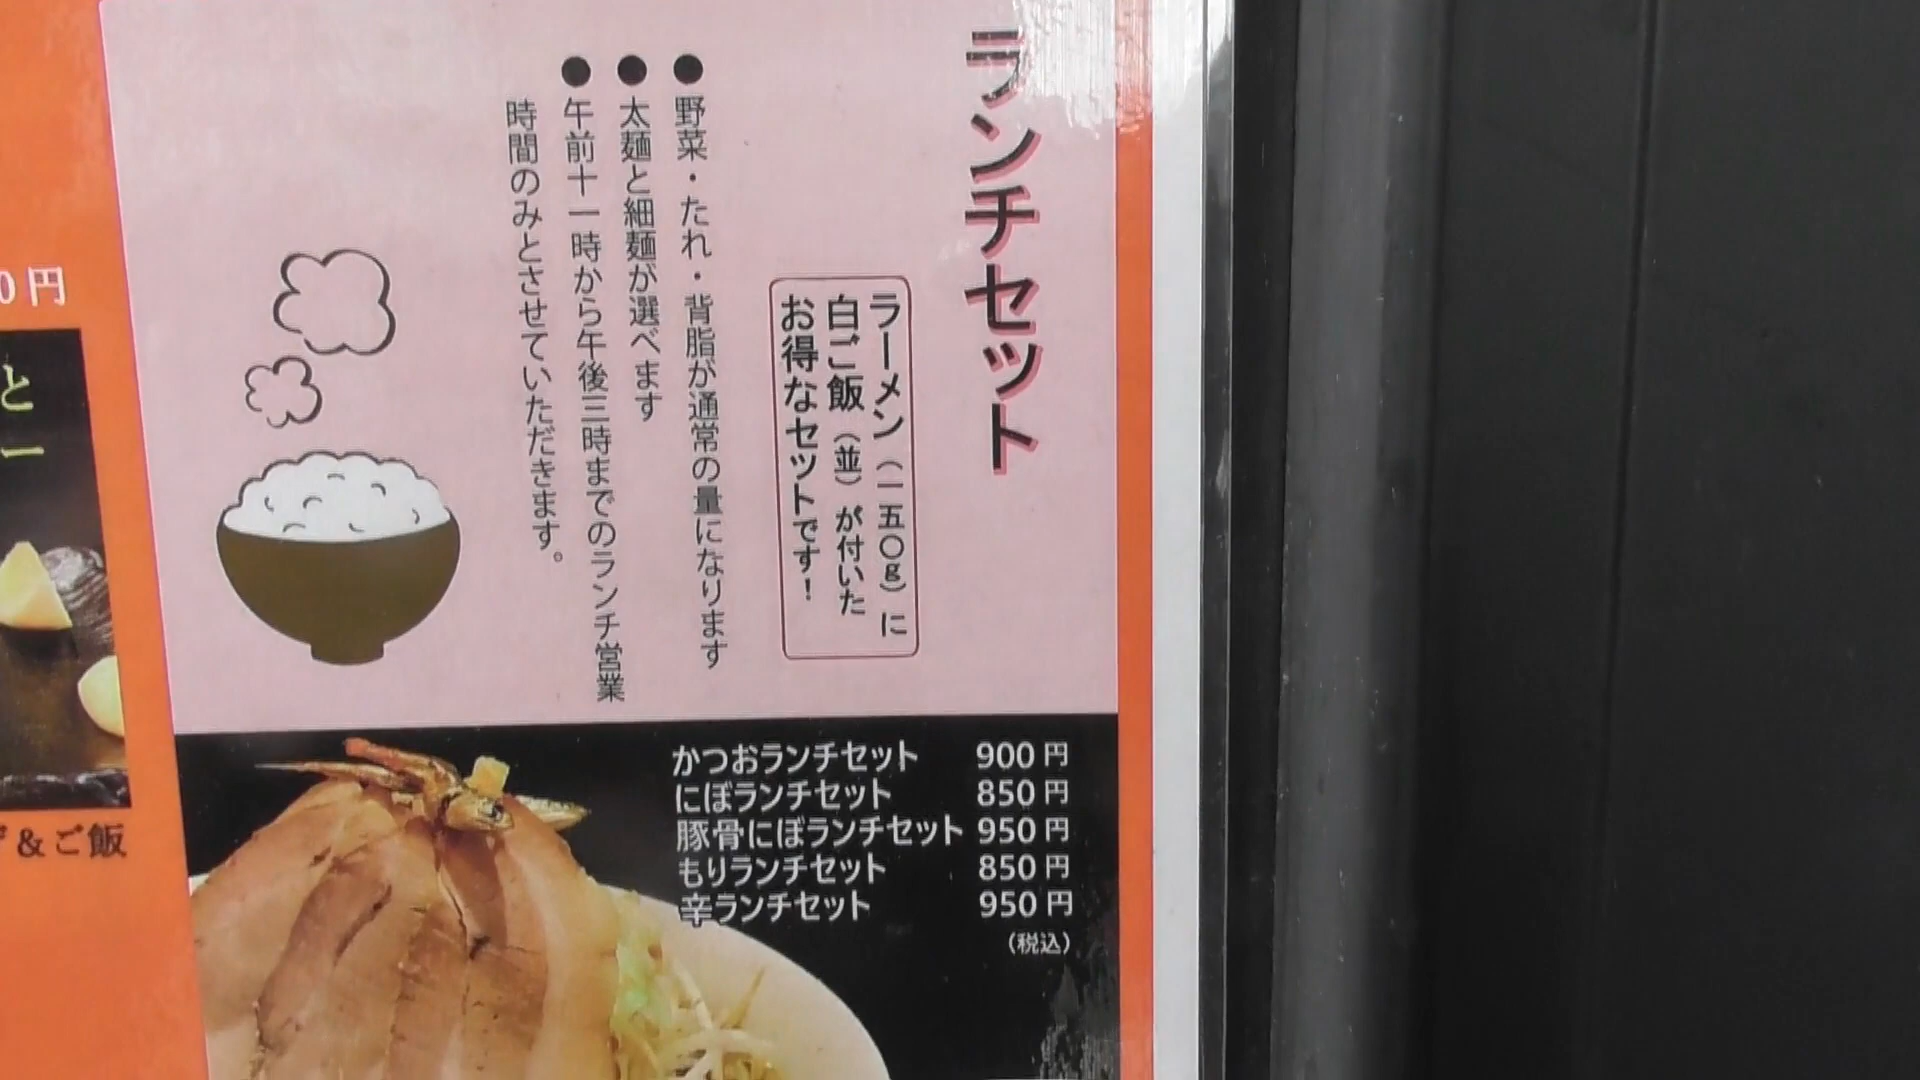 ランチセット
ラーメン（一五〇g）に
白ご飯（並）が付いた
お得なセットです！
●野菜・たれ・背脂が通常の量になります
●太麺と細麺が選べます
●午前十一時から午後三時までのランチ営業
時間のみとさせていただきます。
かつおランチセット 900円
にぼランチセット 850円
豚骨にぼランチセット 950円
もりランチセット 850円
辛ランチセット 950円
（税込）
0円
と
ー
&ご飯